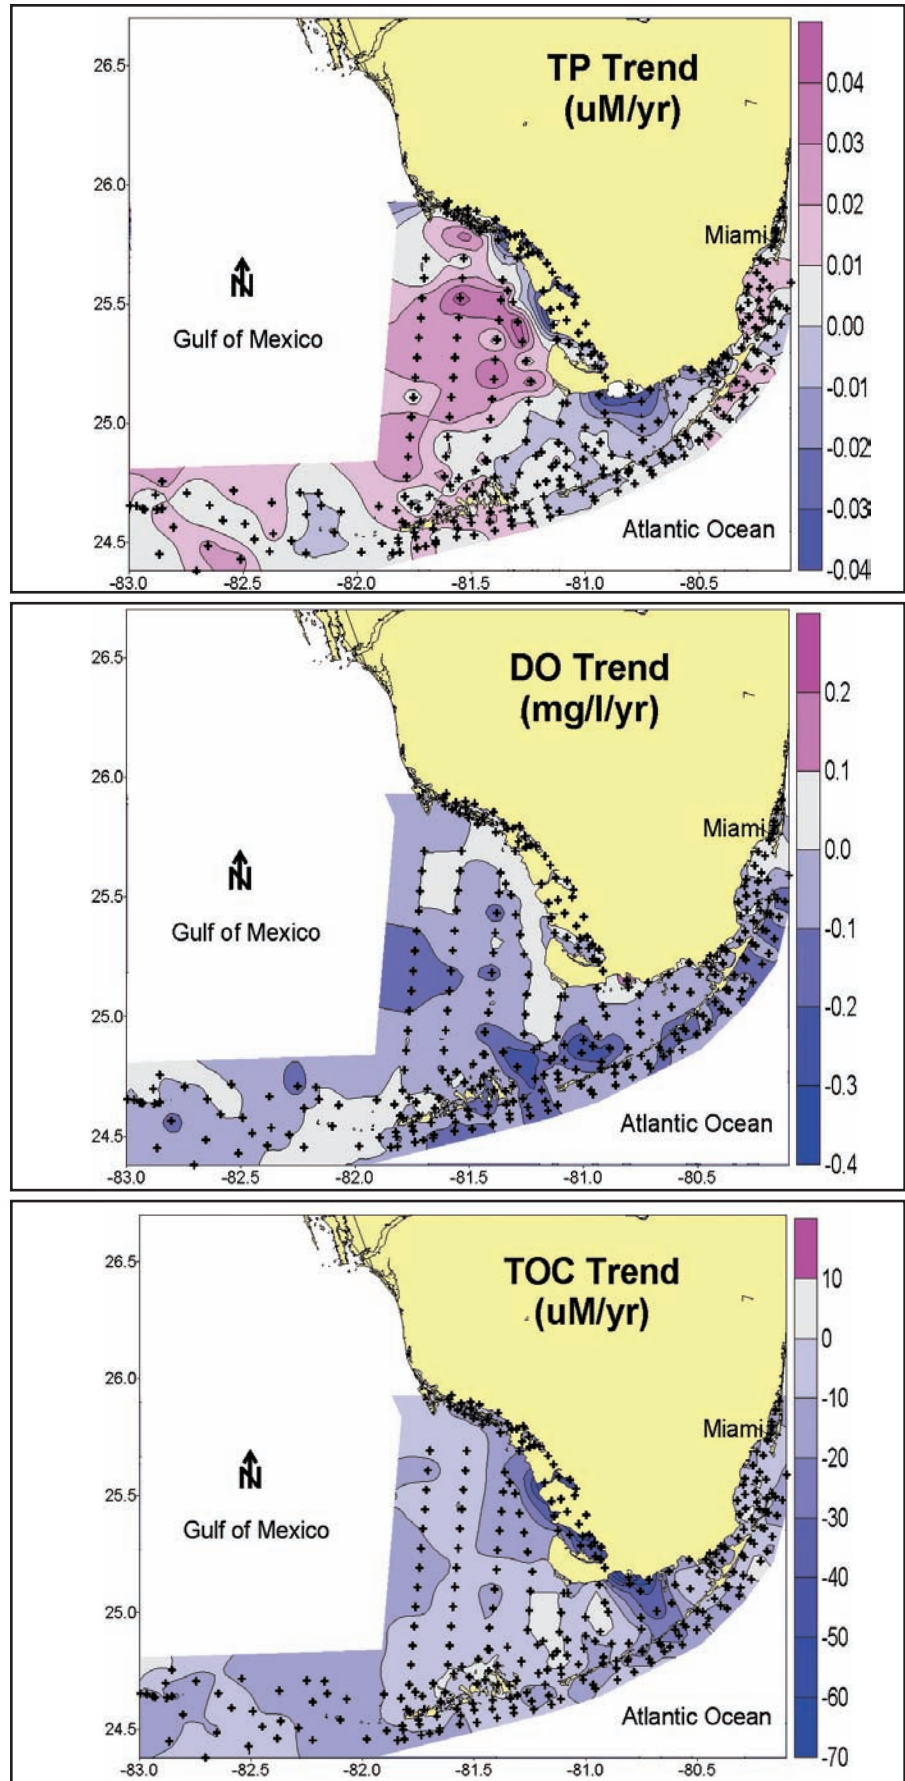 TP Trend
(uM/yr)
26.5
26.0
25.5
25.0
24.5
-83.0 -82.5 -82.0 -81.5 -81.0 -80.5
Miami
N
Gulf of Mexico
Atlantic Ocean
0.04
0.03
0.02
0.01
0.00
-0.01
-0.02
-0.03
-0.04
DO Trend
(mg/l/yr)
26.5
26.0
25.5
25.0
24.5
-83.0 -82.5 -82.0 -81.5 -81.0 -80.5
Miami
N
Gulf of Mexico
Atlantic Ocean
0.2
0.1
0.0
-0.1
-0.2
-0.3
-0.4
TOC Trend
(uM/yr)
26.5
26.0
25.5
25.0
24.5
-83.0 -82.5 -82.0 -81.5 -81.0 -80.5
Miami
N
Gulf of Mexico
Atlantic Ocean
10
0
-10
-20
-30
-40
-50
-60
-70